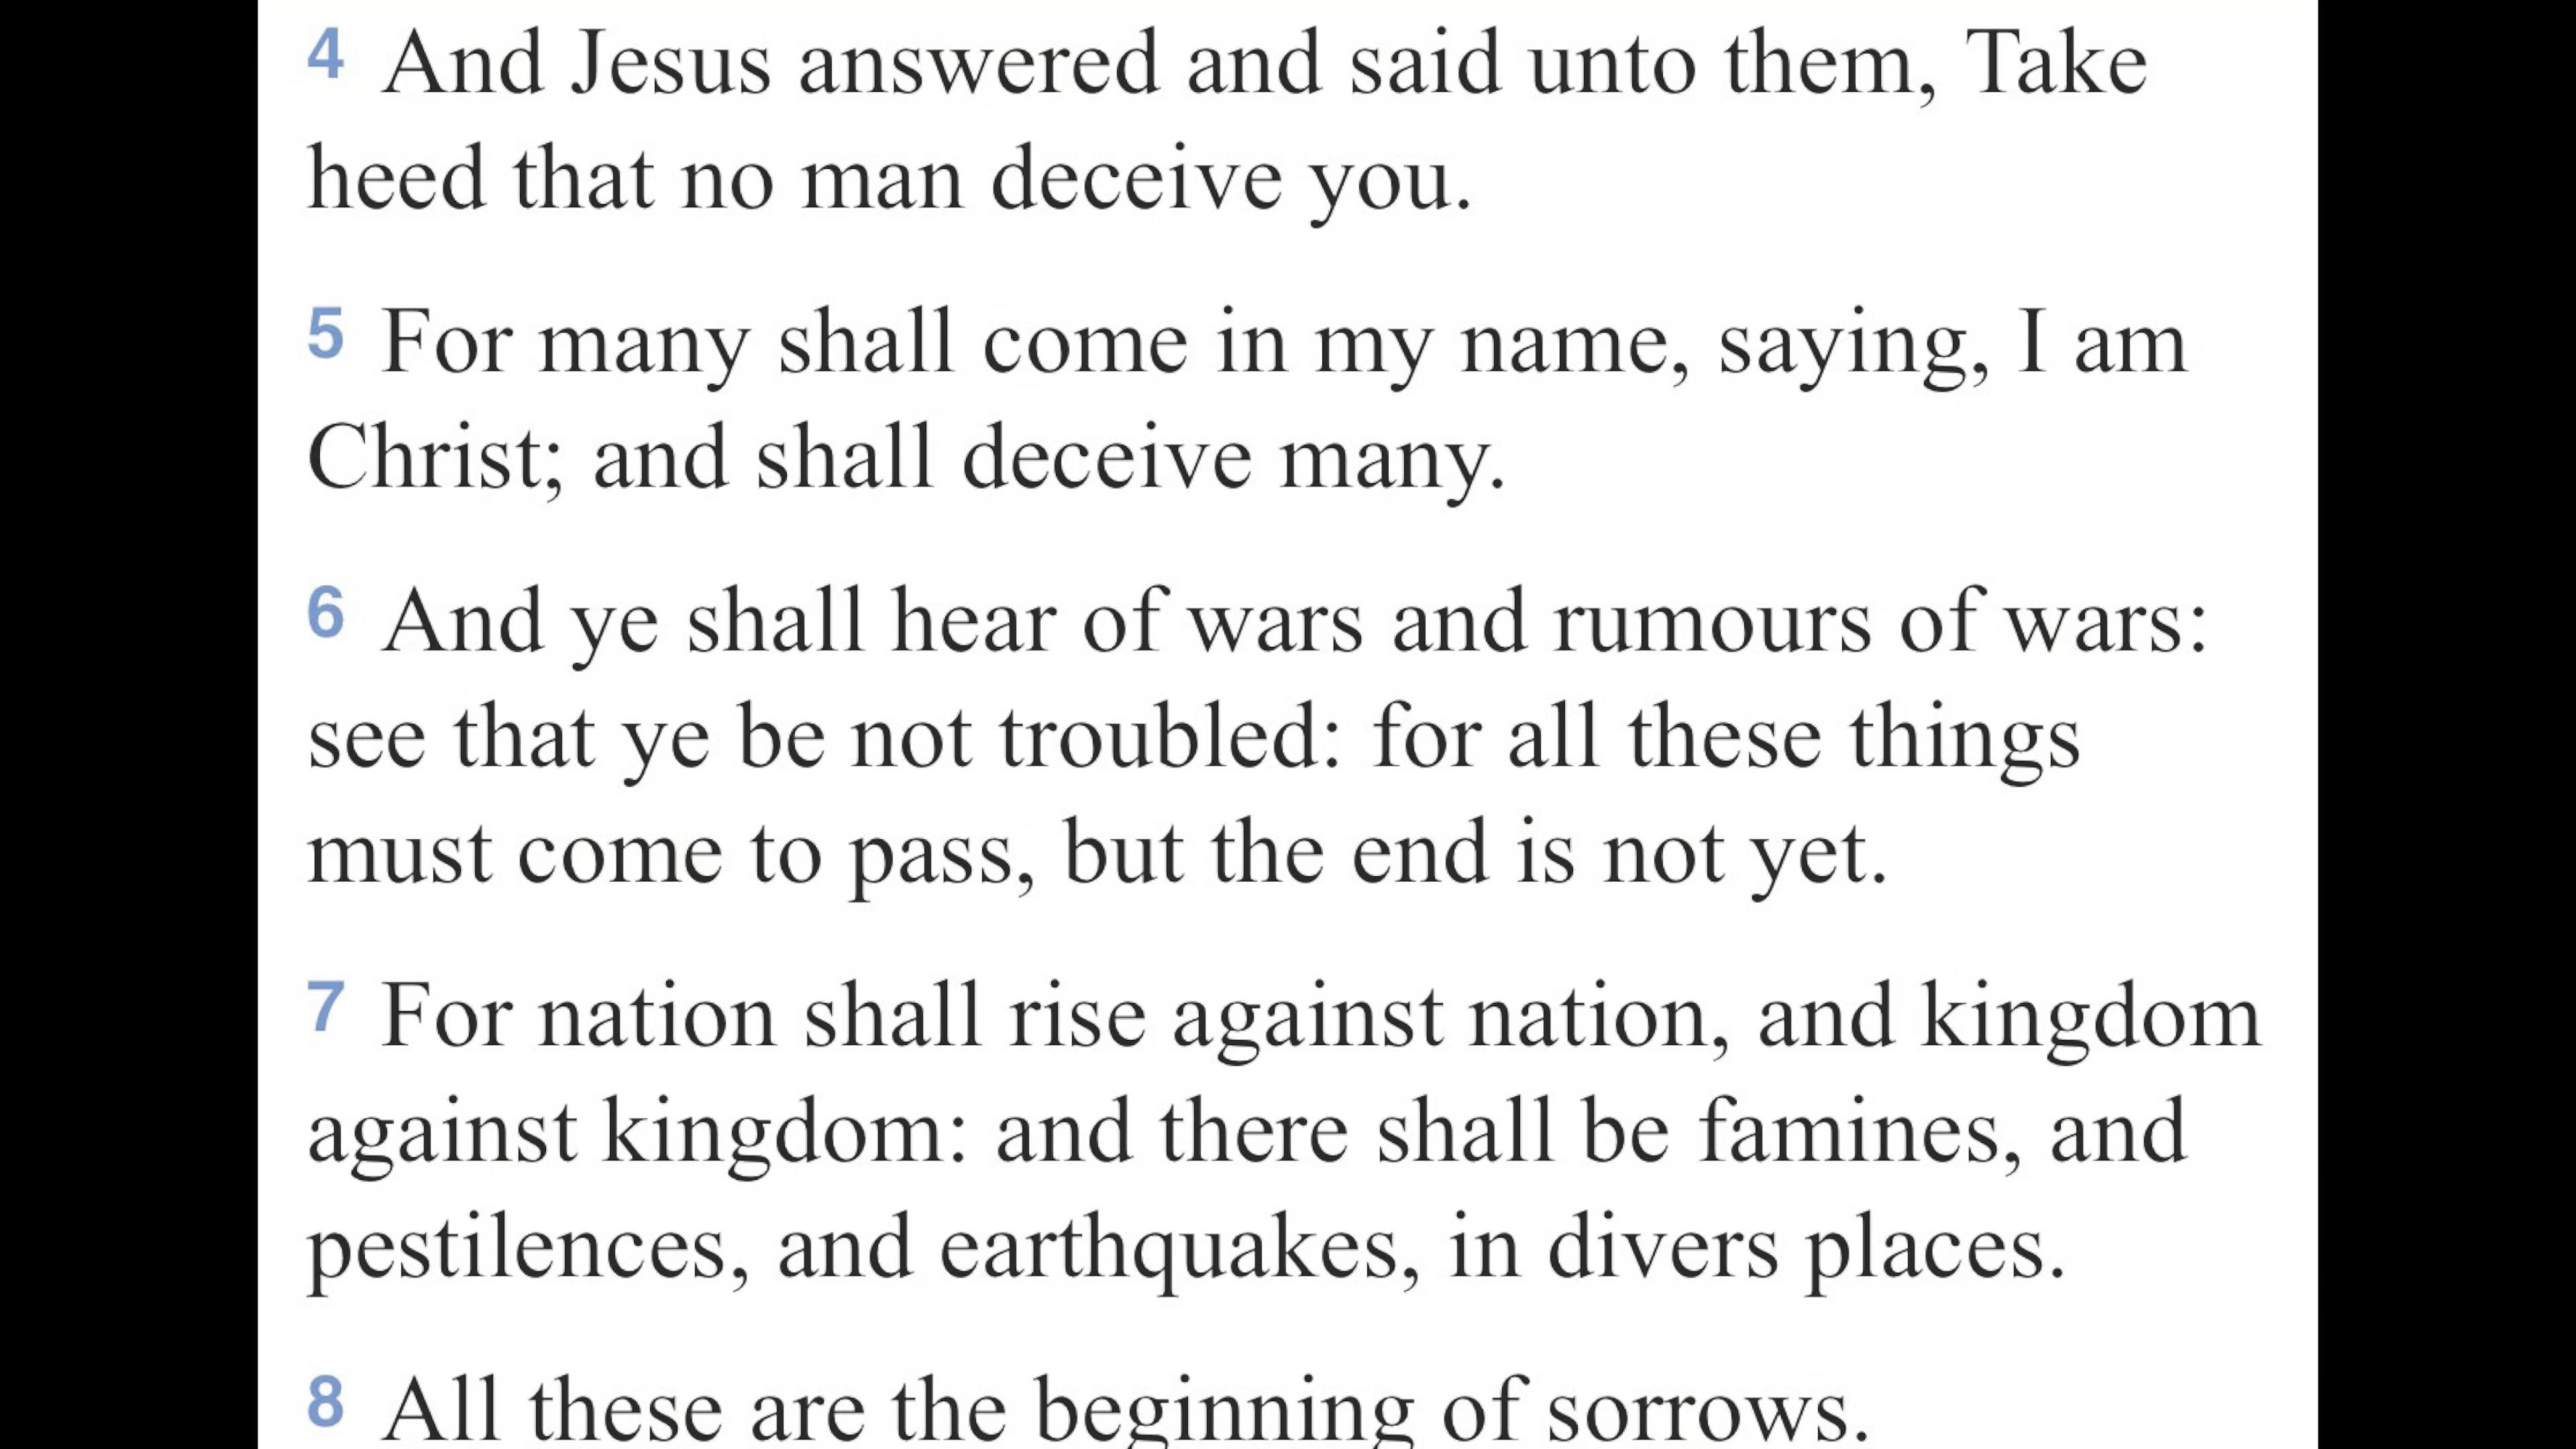 4 And Jesus answered and said unto them, Take
heed that no man deceive you.
5 For many shall come in my name, saying, I am
Christ; and shall deceive many.
6 And ye shall hear of wars and rumours of wars:
see that ye be not troubled: for all these things
must come to pass, but the end is not yet.
7 For nation shall rise against nation, and kingdom
against kingdom: and there shall be famines, and
pestilences, and earthquakes, in divers places.
8 All these are the beginning of sorrows.